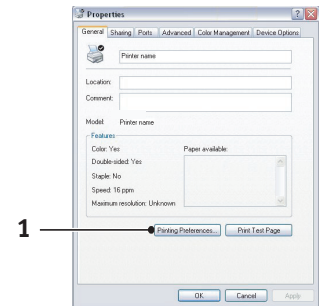 Properties
General Sharing Ports Advanced Color Management Device Options
Printer name
Location:
Comment:
Model: Printer name
Features
Color: Yes Paper available:
Double-sided: Yes
Staple: No
Speed: 16 ppm
Maximum resolution: Unknown
1 Printing Preferences... Print Test Page
OK Cancel Apply